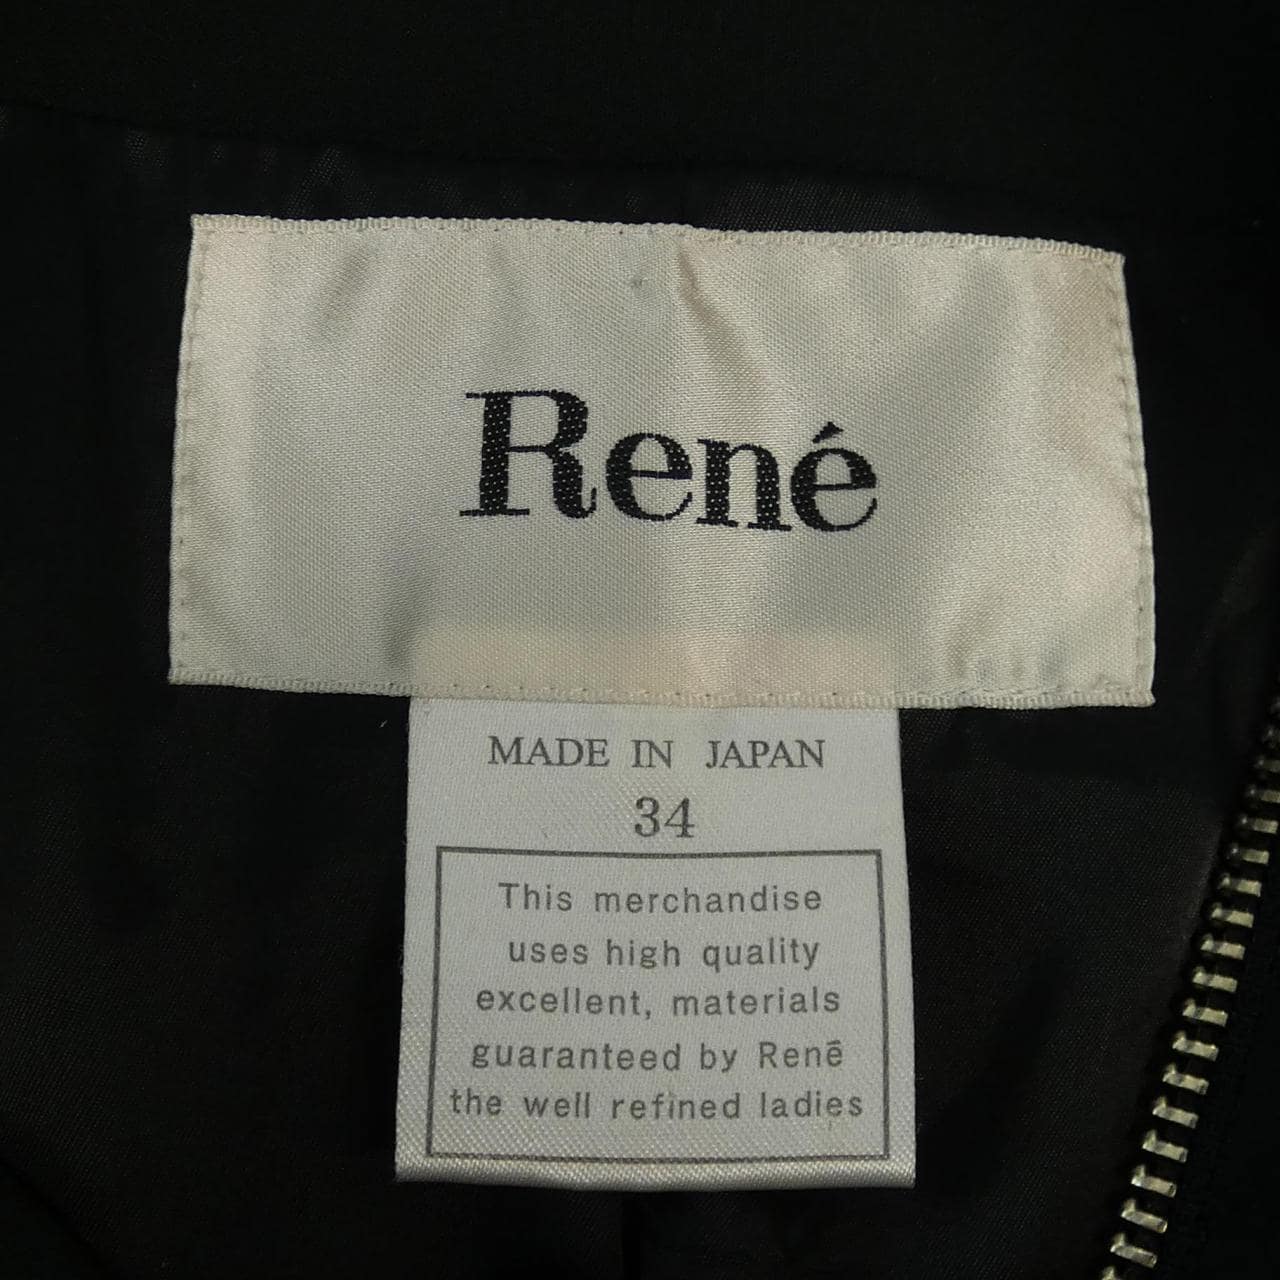 René
MADE IN JAPAN
34
This merchandise
uses high quality
excellent, materials
guaranteed by Renē
the well refined ladies